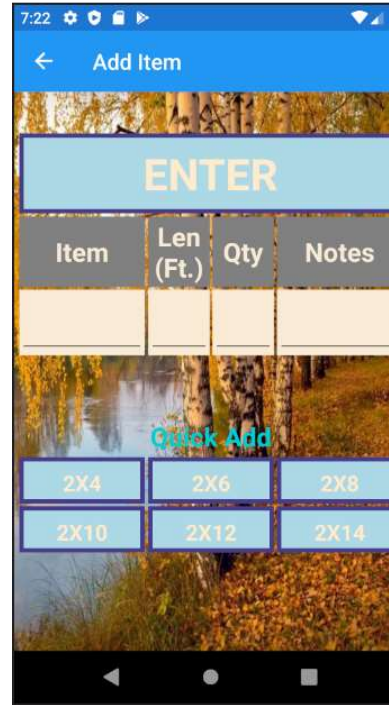 7:22
Add Item
ENTER
Item Len (Ft.) Qty Notes
Quick Add
2X4 2X6 2X8
2X10 2X12 2X14